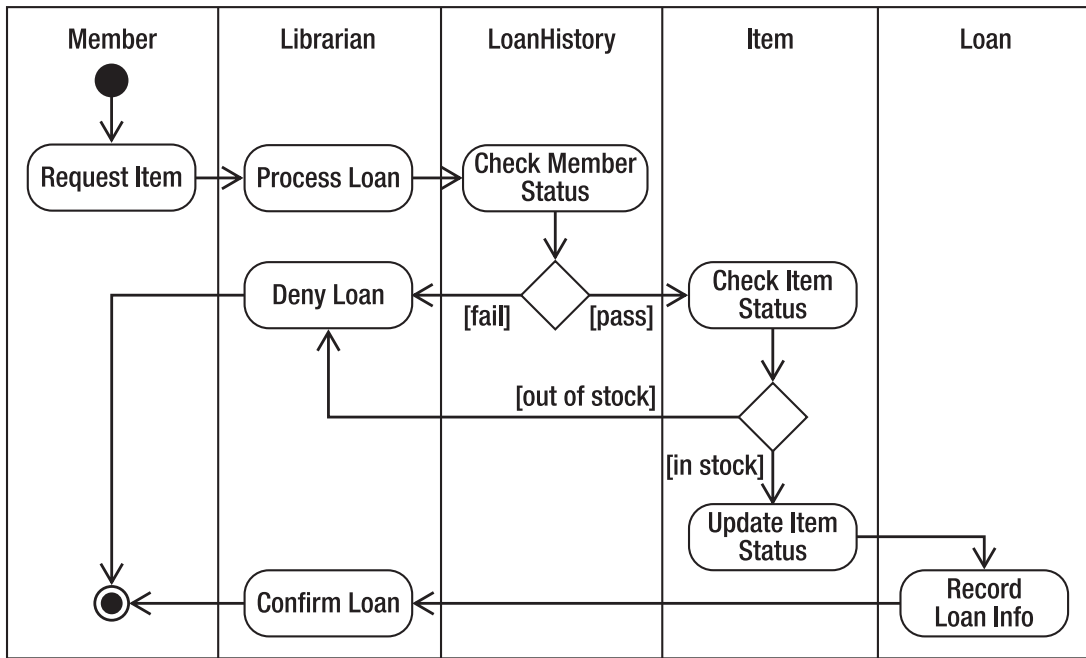 Member
Librarian
LoanHistory
Item
Loan
Request Item
Process Loan
Check Member
Status
Deny Loan
[fail]
[pass]
Check Item
Status
[out of stock]
[in stock]
Update Item
Status
Confirm Loan
Record
Loan Info